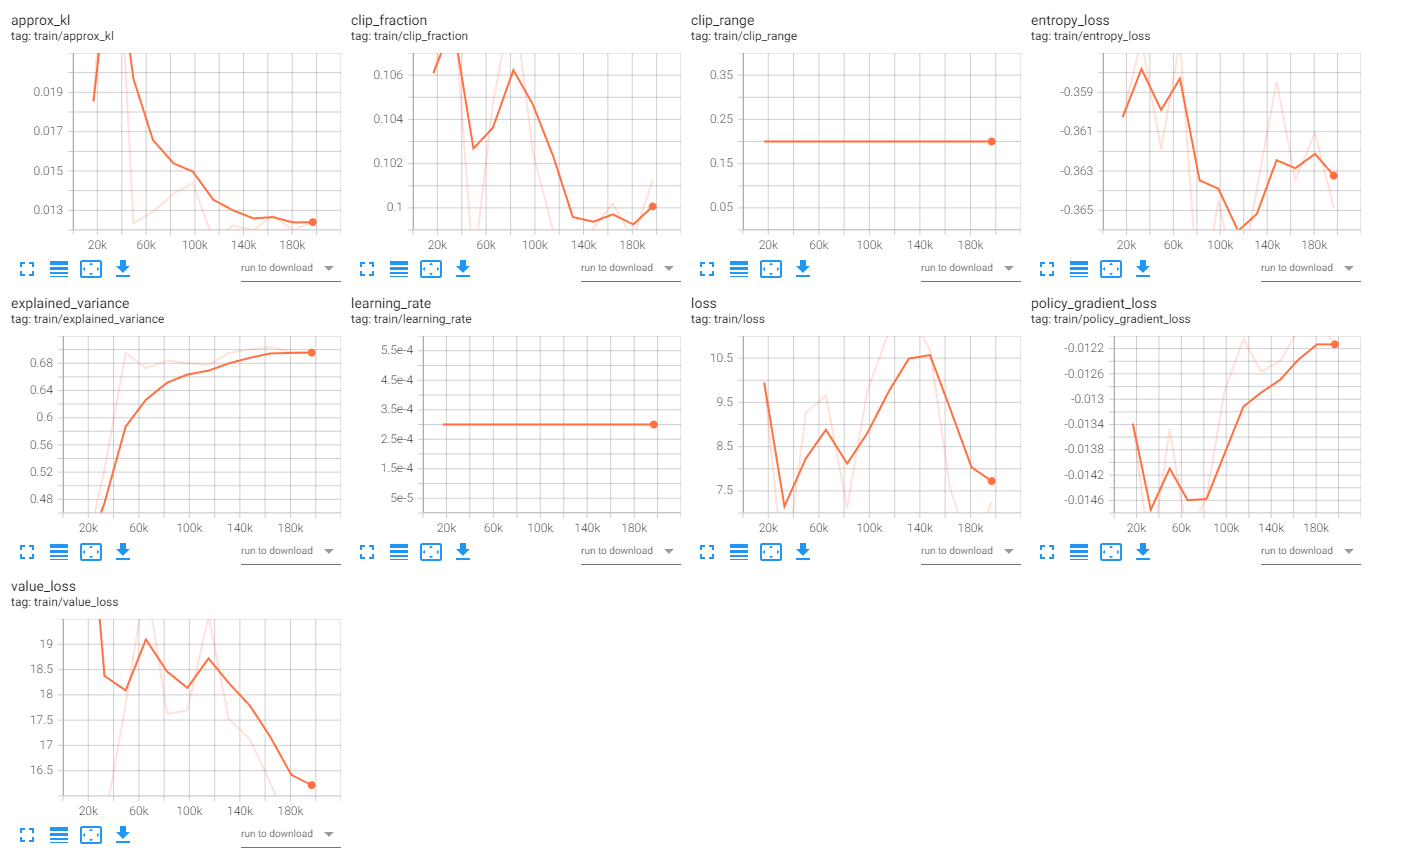 approx_kl
tag: train/approx_kl
0.019
0.017
0.015
0.013
20k 60k 100k 140k 180k
run to download
clip_fraction
tag: train/clip_fraction
0.106
0.104
0.102
0.1
20k 60k 100k 140k 180k
run to download
clip_range
tag: train/clip_range
0.35
0.25
0.15
0.05
20k 60k 100k 140k 180k
run to download
entropy_loss
tag: train/entropy_loss
-0.359
-0.361
-0.363
-0.365
20k 60k 100k 140k 180k
run to download
explained_variance
tag: train/explained_variance
0.68
0.64
0.6
0.56
0.52
0.48
20k 60k 100k 140k 180k
run to download
learning_rate
tag: train/learning_rate
5.5e-4
4.5e-4
3.5e-4
2.5e-4
1.5e-4
5e-5
20k 60k 100k 140k 180k
run to download
loss
tag: train/loss
10.5
9.5
8.5
7.5
20k 60k 100k 140k 180k
run to download
policy_gradient_loss
tag: train/policy_gradient_loss
-0.0122
-0.0126
-0.013
-0.0134
-0.0138
-0.0142
-0.0146
20k 60k 100k 140k 180k
run to download
value_loss
tag: train/value_loss
19
18.5
18
17.5
17
16.5
20k 60k 100k 140k 180k
run to download